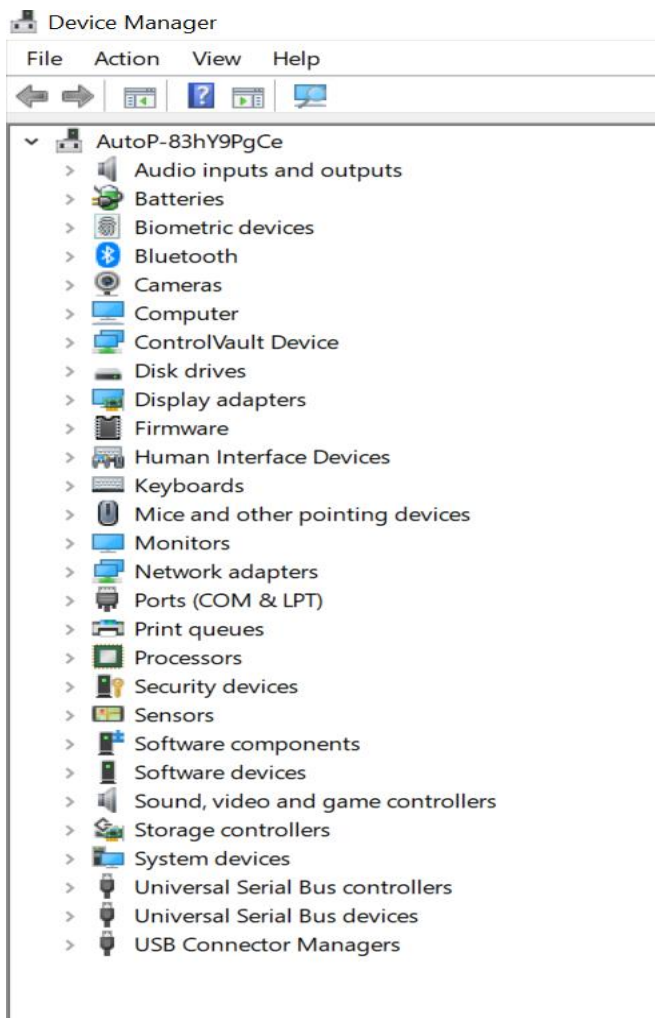 Device Manager
File Action View Help
AutoP-83hY9PgCe
Audio inputs and outputs
Batteries
Biometric devices
Bluetooth
Cameras
Computer
ControlVault Device
Disk drives
Display adapters
Firmware
Human Interface Devices
Keyboards
Mice and other pointing devices
Monitors
Network adapters
Ports (COM & LPT)
Print queues
Processors
Security devices
Sensors
Software components
Software devices
Sound, video and game controllers
Storage controllers
System devices
Universal Serial Bus controllers
Universal Serial Bus devices
USB Connector Managers